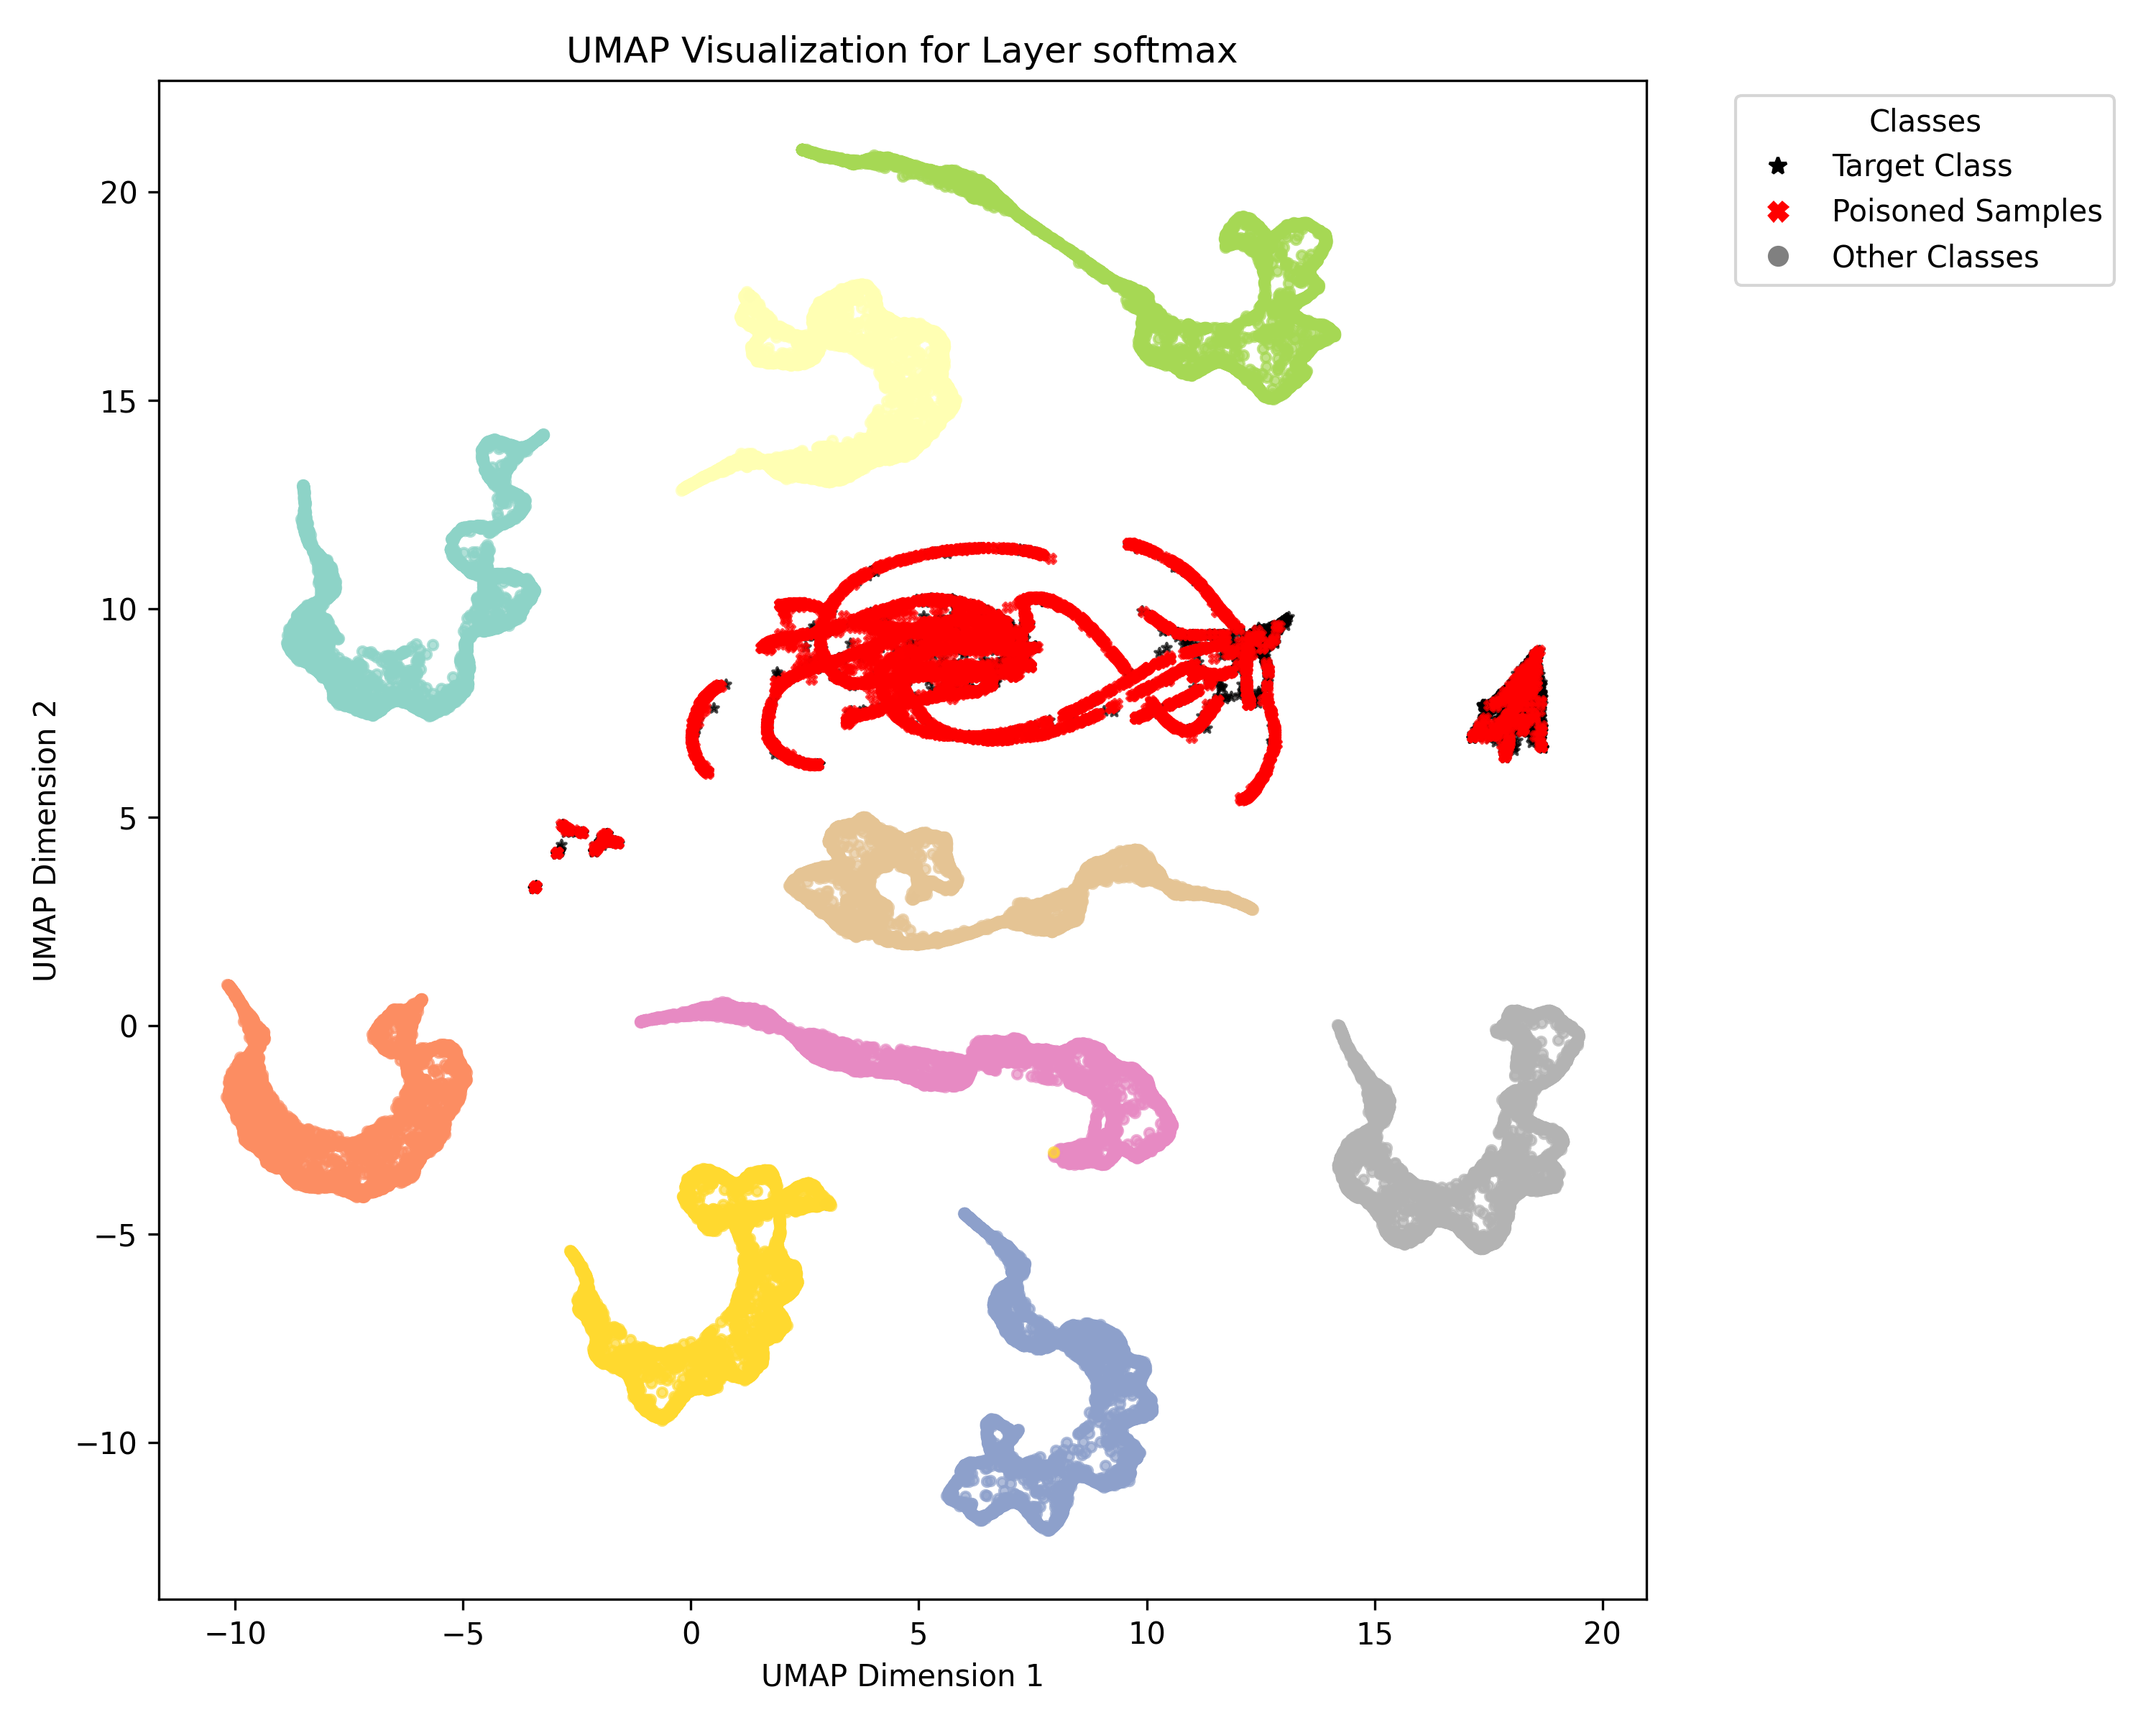 UMAP Visualization for Layer softmax
Classes
Target Class
Poisoned Samples
Other Classes
20
15
10
5
0
−5
−10
UMAP Dimension 2
−10
−5
0
5
10
15
20
UMAP Dimension 1